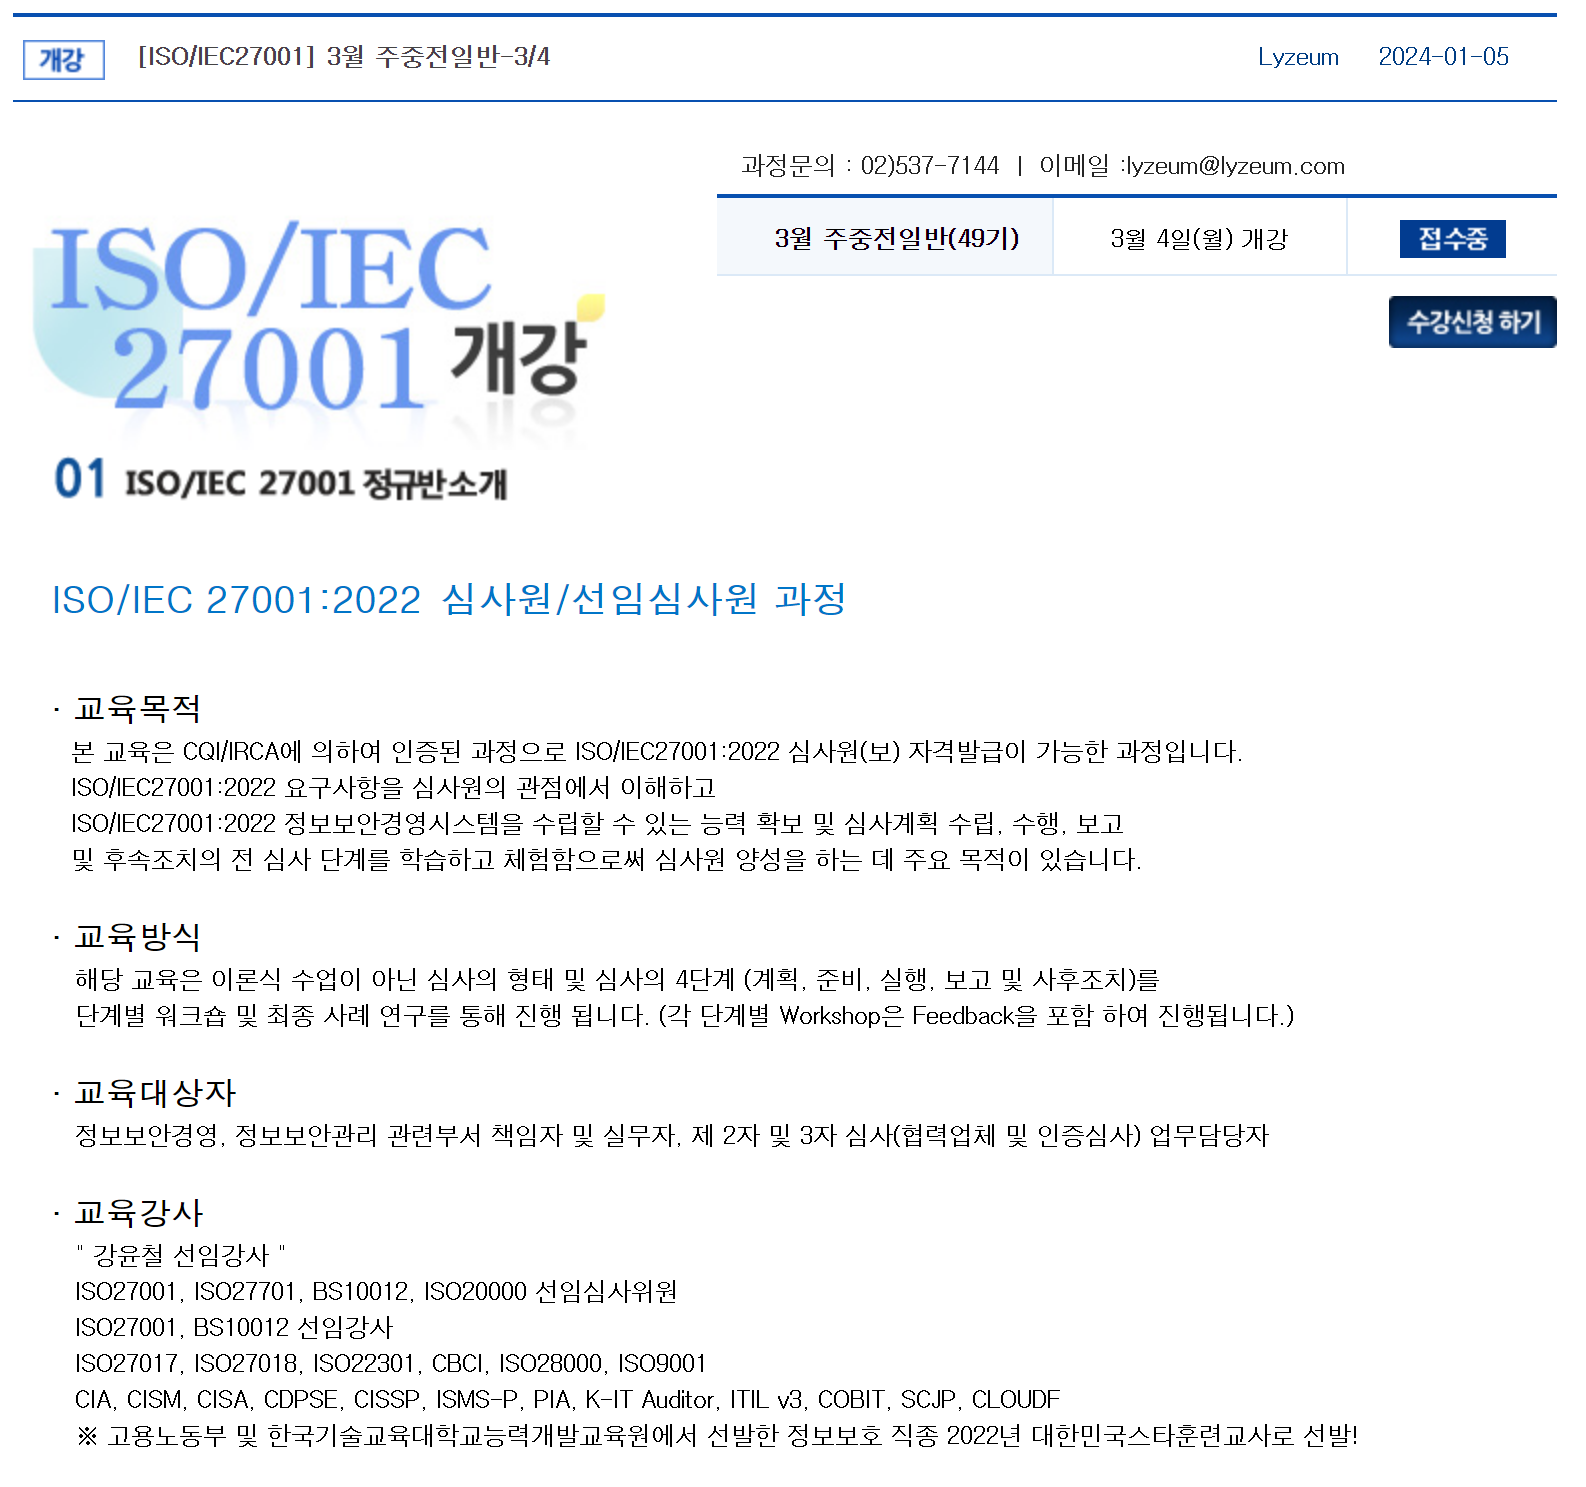 개강 [ISO/IEC27001] 3월 주중전일반-3/4 Lyzeum 2024-01-05
과정문의 : 02)537-7144 | 이메일 :lyzeum@lyzeum.com
3월 주중전일반(49기) 3월 4일(월) 개강 접수중
수강신청 하기
ISO/IEC
27001 개강
01 ISO/IEC 27001 정규반소개
ISO/IEC 27001:2022 심사원/선임심사원 과정
· 교육목적
본 교육은 CQI/IRCA에 의하여 인증된 과정으로 ISO/IEC27001:2022 심사원(보) 자격발급이 가능한 과정입니다.
ISO/IEC27001:2022 요구사항을 심사원의 관점에서 이해하고
ISO/IEC27001:2022 정보보안경영시스템을 수립할 수 있는 능력 확보 및 심사계획 수립, 수행, 보고
및 후속조치의 전 심사 단계를 학습하고 체험함으로써 심사원 양성을 하는 데 주요 목적이 있습니다.
· 교육방식
해당 교육은 이론식 수업이 아닌 심사의 형태 및 심사의 4단계 (계획, 준비, 실행, 보고 및 사후조치)를
단계별 워크숍 및 최종 사례 연구를 통해 진행 됩니다. (각 단계별 Workshop은 Feedback을 포함 하여 진행됩니다.)
· 교육대상자
정보보안경영, 정보보안관리 관련부서 책임자 및 실무자, 제 2자 및 3자 심사(협력업체 및 인증심사) 업무담당자
· 교육강사
" 강윤철 선임강사 "
ISO27001, ISO27701, BS10012, ISO20000 선임심사위원
ISO27001, BS10012 선임강사
ISO27017, ISO27018, ISO22301, CBCI, ISO28000, ISO9001
CIA, CISM, CISA, CDPSE, CISSP, ISMS-P, PIA, K-IT Auditor, ITIL v3, COBIT, SCJP, CLOUDF
※ 고용노동부 및 한국기술교육대학교능력개발교육원에서 선발한 정보보호 직종 2022년 대한민국스타훈련교사로 선발!